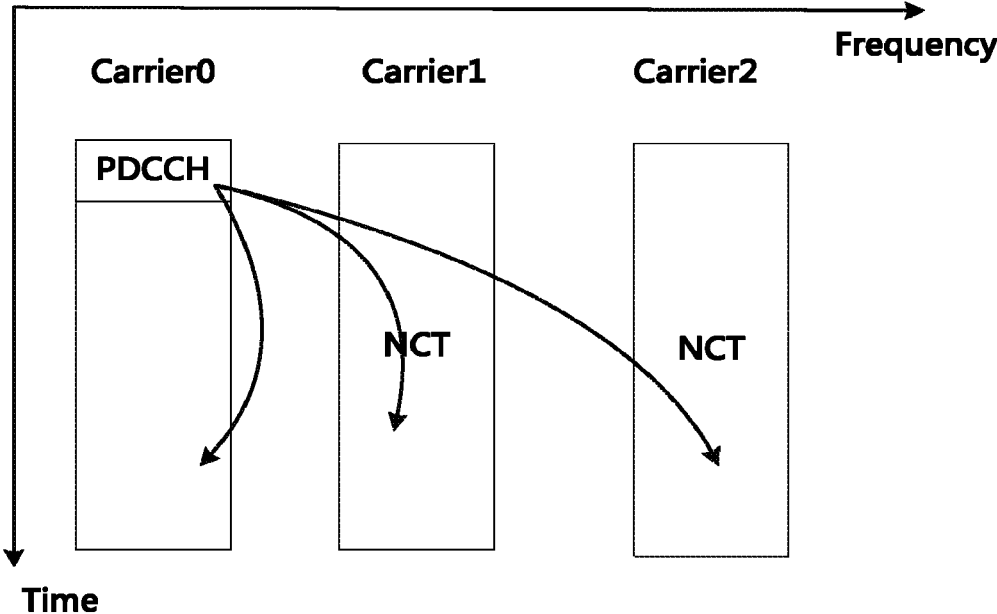 Frequency
Carrier0
Carrier1
Carrier2
PDCCH
NCT
NCT
Time